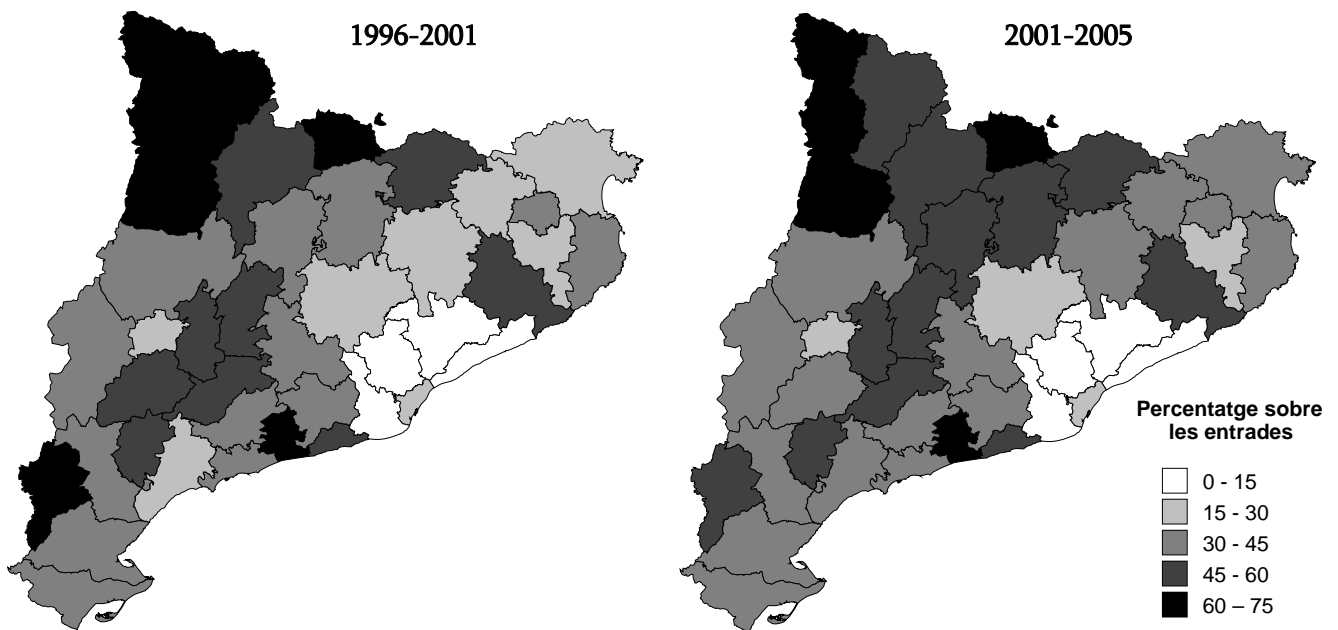 1996-2001
2001-2005
Percentatge sobre
les entrades
0 - 15
15 - 30
30 - 45
45 - 60
60 – 75